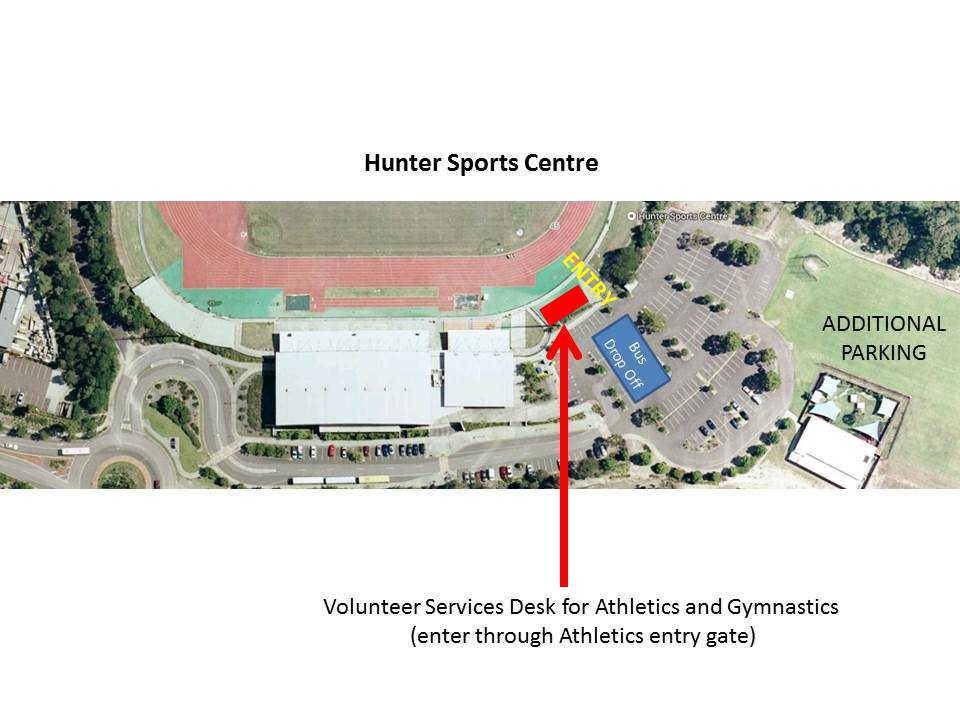 Hunter Sports Centre
Hunter Sports Centre
ENTRY
Bus
Drop Off
ADDITIONAL
PARKING
Volunteer Services Desk for Athletics and Gymnastics
(enter through Athletics entry gate)